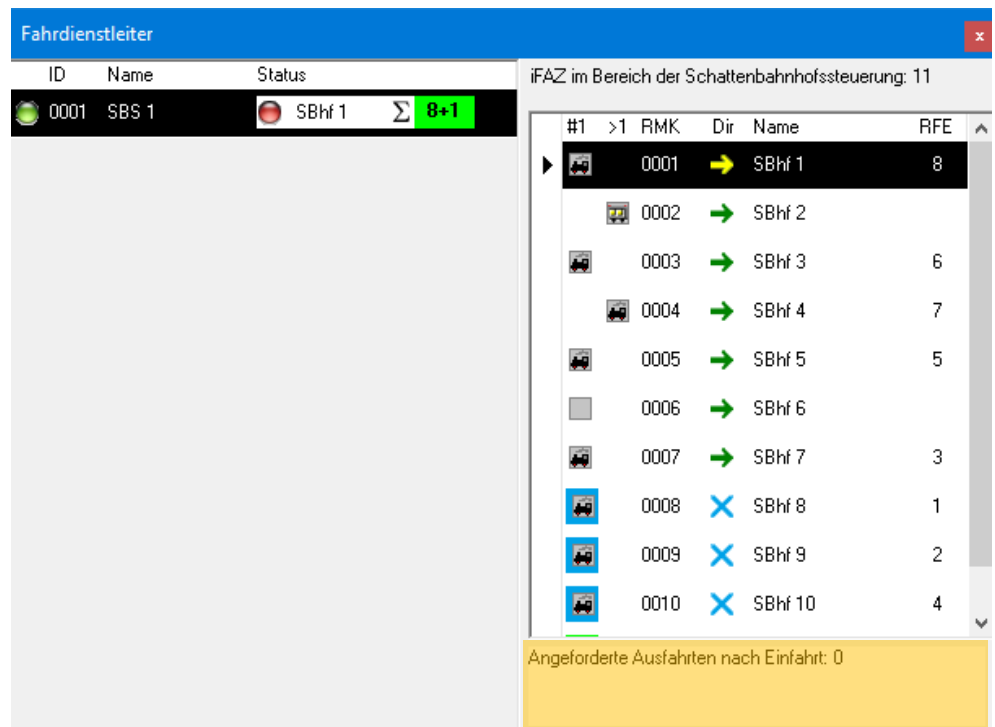 Fahrdienstleiter
x
ID Name Status
0001 SBS 1 SBhf 1 Σ 8+1
iFAZ im Bereich der Schattenbahnhofssteuerung: 11
#1 >1 RMK Dir Name RFE
0001 SBhf 1 8
0002 SBhf 2
0003 SBhf 3 6
0004 SBhf 4 7
0005 SBhf 5 5
0006 SBhf 6
0007 SBhf 7 3
0008 SBhf 8 1
0009 SBhf 9 2
0010 SBhf 10 4
Angeforderte Ausfahrten nach Einfahrt: 0